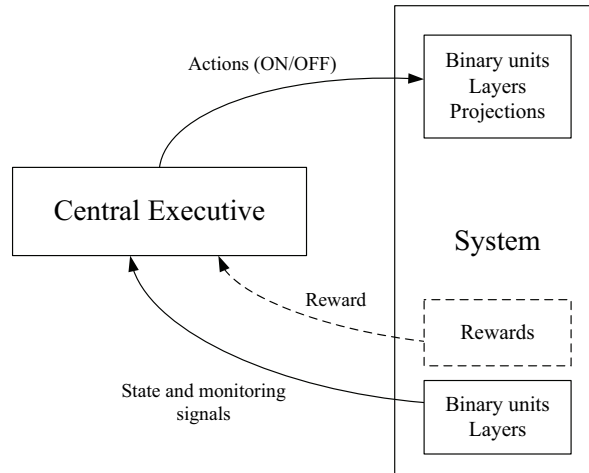 Actions (ON/OFF)
Binary units
Layers
Projections
Central Executive
System
Reward
Rewards
State and monitoring
signals
Binary units
Layers